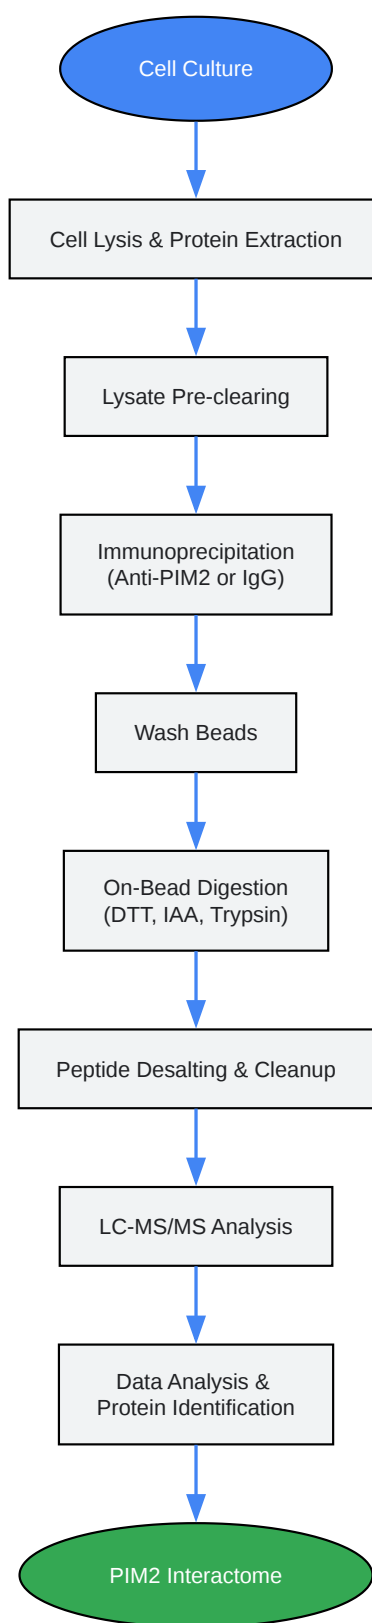 Cell Culture
Cell Lysis & Protein Extraction
Lysate Pre-clearing
Immunoprecipitation
(Anti-PIM2 or IgG)
Wash Beads
On-Bead Digestion
(DTT, IAA, Trypsin)
Peptide Desalting & Cleanup
LC-MS/MS Analysis
Data Analysis &
Protein Identification
PIM2 Interactome